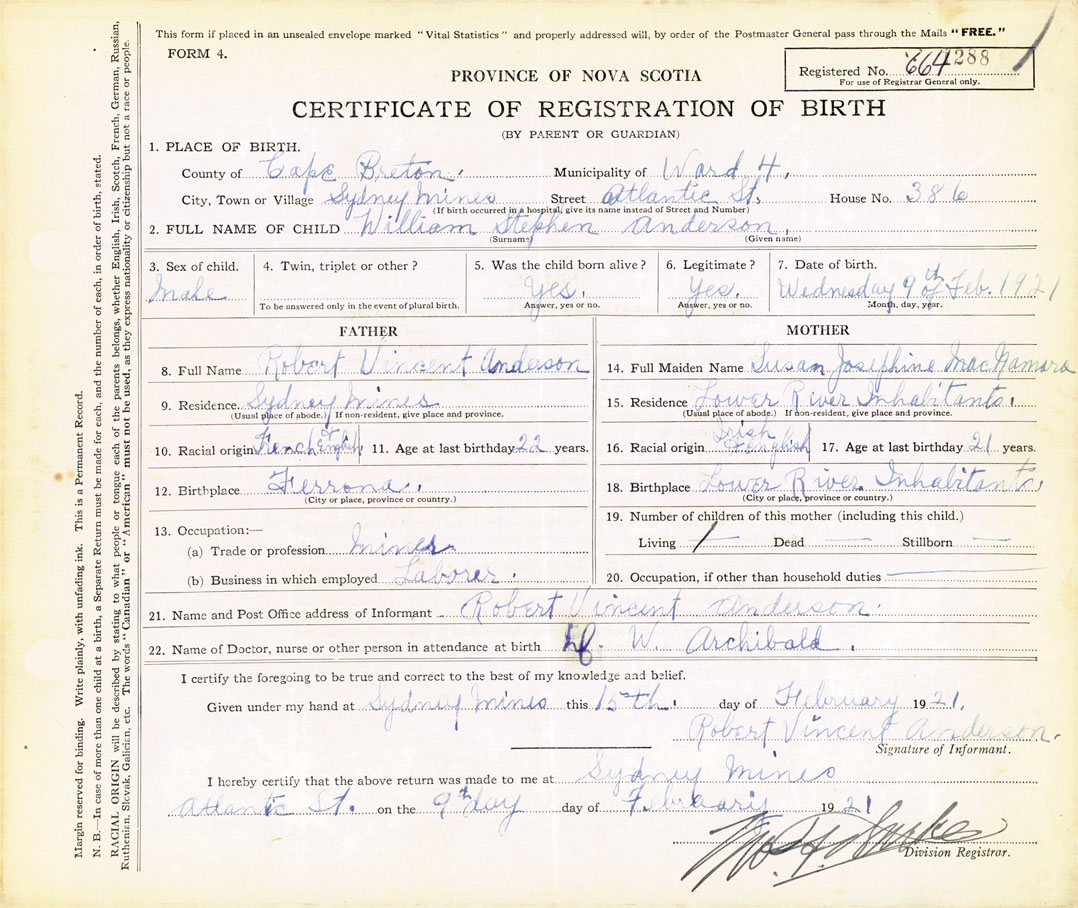 This form if placed in an unsealed envelope marked "Vital Statistics" and properly addressed will, by order of the Postmaster General pass through the Mails "FREE."
FORM 4.
Registered No. 664 1288
For use of Registrar General only.
PROVINCE OF NOVA SCOTIA
CERTIFICATE OF REGISTRATION OF BIRTH
(BY PARENT OR GUARDIAN)
1. PLACE OF BIRTH.
County of Cape Breton. Municipality of Ward 4,
City, Town or Village Sydney Mines Street Atlantic St. House No. 386
(If birth occurred in a hospital, give its name instead of Street and Number)
2. FULL NAME OF CHILD William Stephen Anderson,
(Surname) (Given name)
3. Sex of child. 4. Twin, triplet or other? 5. Was the child born alive? 6. Legitimate? 7. Date of birth.
Male Yes. Yes. Wednesday 9th of Feb. 1921
To be answered only in the event of plural birth. Answer, yes or no. Answer, yes or no. Month, day, year.
FATHER
8. Full Name Robert Vincent Anderson
9. Residence. Sydney Mines
(Usual place of abode.) If non-resident, give place and province.
10. Racial origin French + English 11. Age at last birthday 22 years.
12. Birthplace Ferrona.
(City or place, province or country.)
13. Occupation:—
(a) Trade or profession Miner
(b) Business in which employed Laborer.
MOTHER
14. Full Maiden Name Susan Josephine MacNamara
15. Residence Lower River Inhabitants.
(Usual place of abode.) If non-resident, give place and province.
16. Racial origin Irish English 17. Age at last birthday 21 years.
18. Birthplace Lower River Inhabitants.
(City or place, province or country.)
19. Number of children of this mother (including this child.)
Living 1 — Dead — Stillborn —
20. Occupation, if other than household duties —
21. Name and Post Office address of Informant Robert Vincent Anderson.
22. Name of Doctor, nurse or other person in attendance at birth W. Archibald.
I certify the foregoing to be true and correct to the best of my knowledge and belief.
Given under my hand at Sydney Mines this 15th. day of February 1921.
Robert Vincent Anderson.
Signature of Informant.
I hereby certify that the above return was made to me at Sydney Mines
Atlantic St. on the 9th day day of February 1921
Division Registrar.
Margin reserved for binding. Write plainly, with unfading ink. This is a Permanent Record.
N. B.—In case of more than one child at a birth, a Separate Return must be made for each, and the number of each, in order of birth, stated.
RACIAL ORIGIN will be described by stating to what people or tongue each of the parents belongs, whether English, Irish, Scotch, French, German, Russian,
Ruthenian, Slovak, Galician, etc. The words "Canadian" or "American" must not be used, as they express nationality or citizenship but not a race or people.